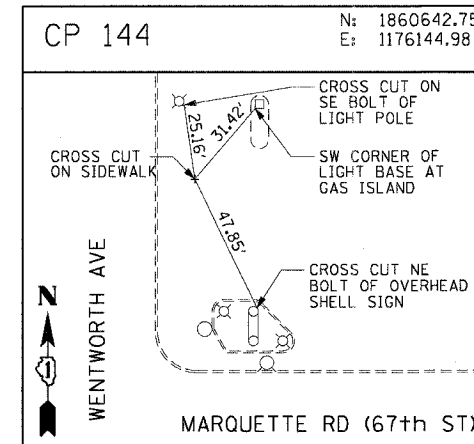 CP 144
N: 1860642.75
E: 1176144.98
CROSS CUT ON
SE BOLT OF
LIGHT POLE
25.16'
31.42'
CROSS CUT
ON SIDEWALK
SW CORNER OF
LIGHT BASE AT
GAS ISLAND
47.85'
CROSS CUT NE
BOLT OF OVERHEAD
SHELL SIGN
WENTWORTH AVE
N
1
MARQUETTE RD (67th ST)